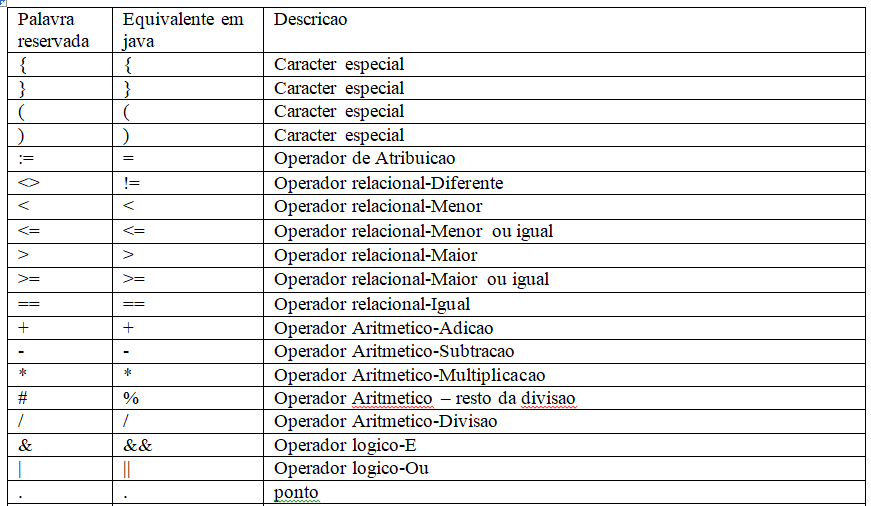 Palavra reservada Equivalente em java Descricao
{ { Caracter especial
} } Caracter especial
( ( Caracter especial
) ) Caracter especial
:= = Operador de Atribuicao
<> != Operador relacional-Diferente
< < Operador relacional-Menor
<= <= Operador relacional-Menor ou igual
> > Operador relacional-Maior
>= >= Operador relacional-Maior ou igual
== == Operador relacional-Igual
+ + Operador Aritmetico-Adicao
- - Operador Aritmetico-Subtracao
* * Operador Aritmetico-Multiplicacao
# % Operador Aritmetico – resto da divisao
/ / Operador Aritmetico-Divisao
& && Operador logico-E
| || Operador logico-Ou
. . ponto